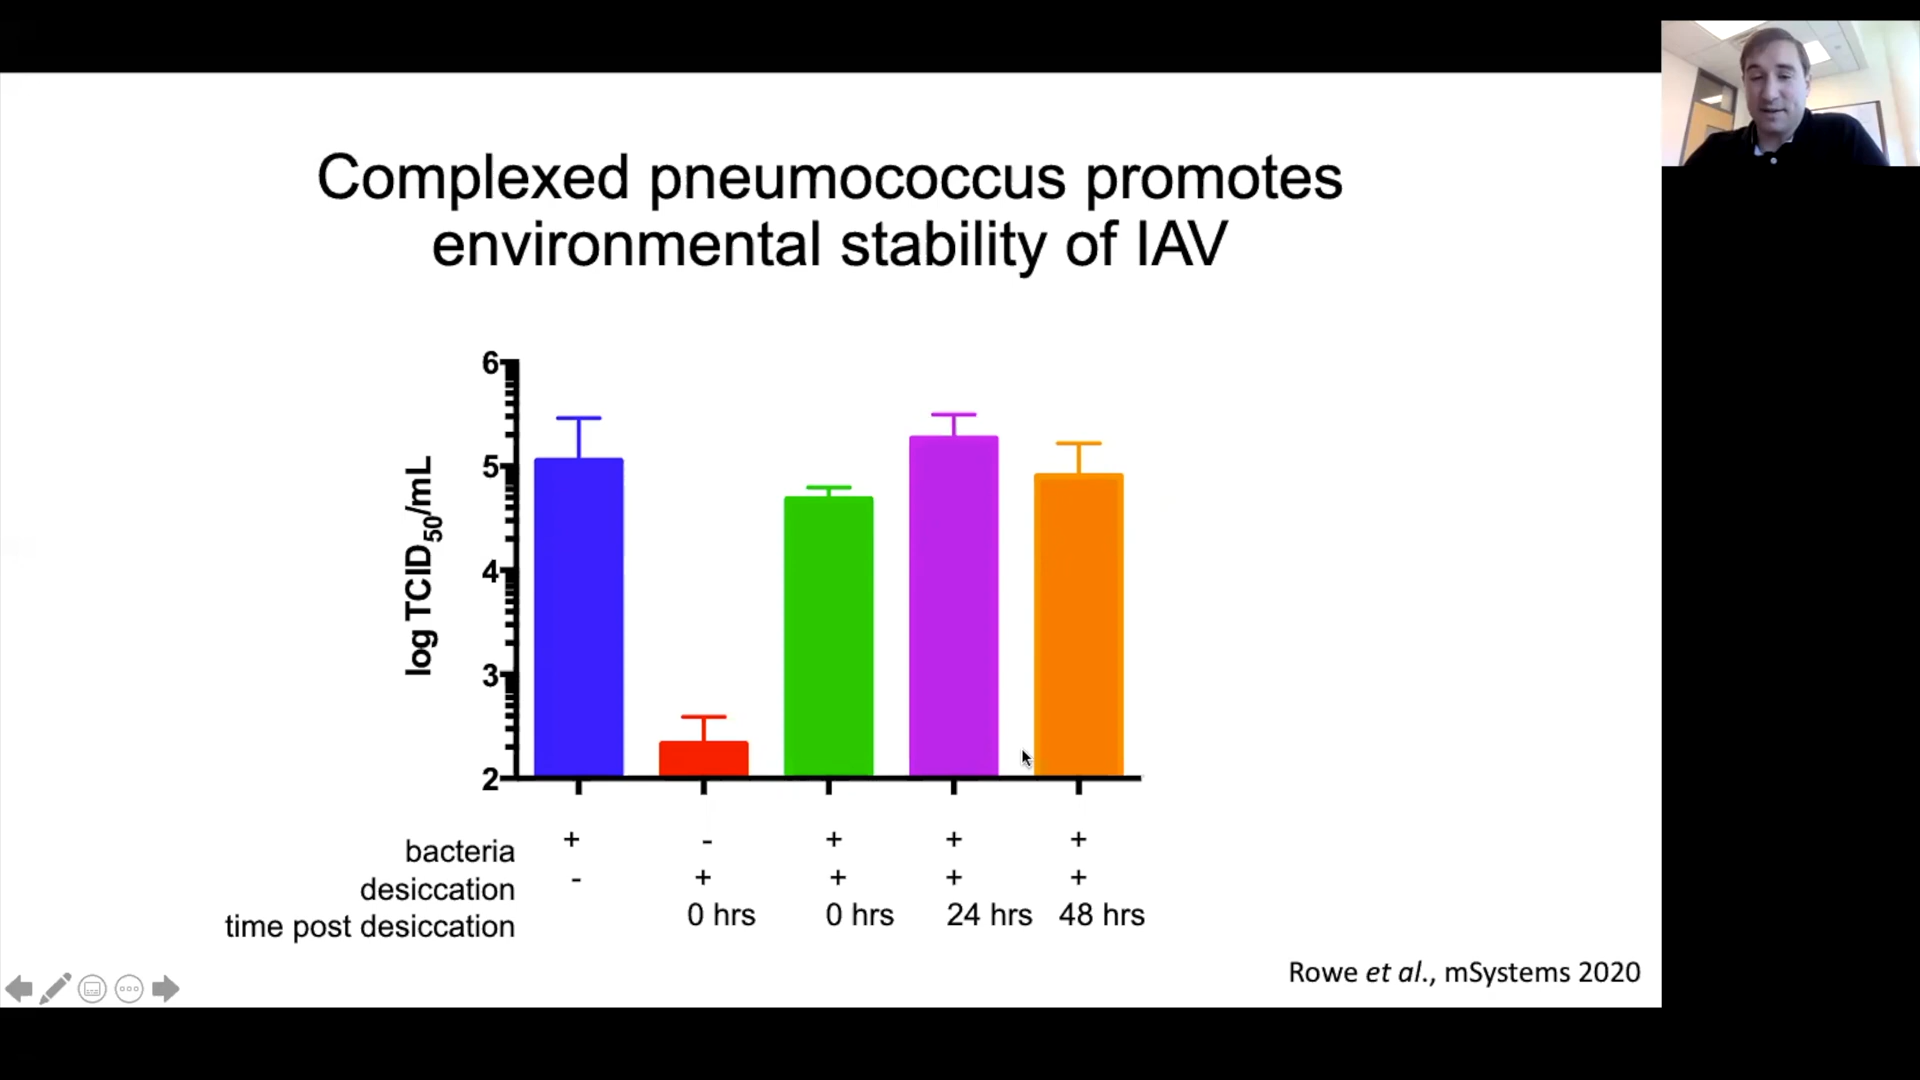 Complexed pneumococcus promotes
environmental stability of IAV
log TCID50/mL
6
5
4
3
2
bacteria + - + + +
desiccation - + + + +
time post desiccation 0 hrs 0 hrs 24 hrs 48 hrs
Rowe et al., mSystems 2020